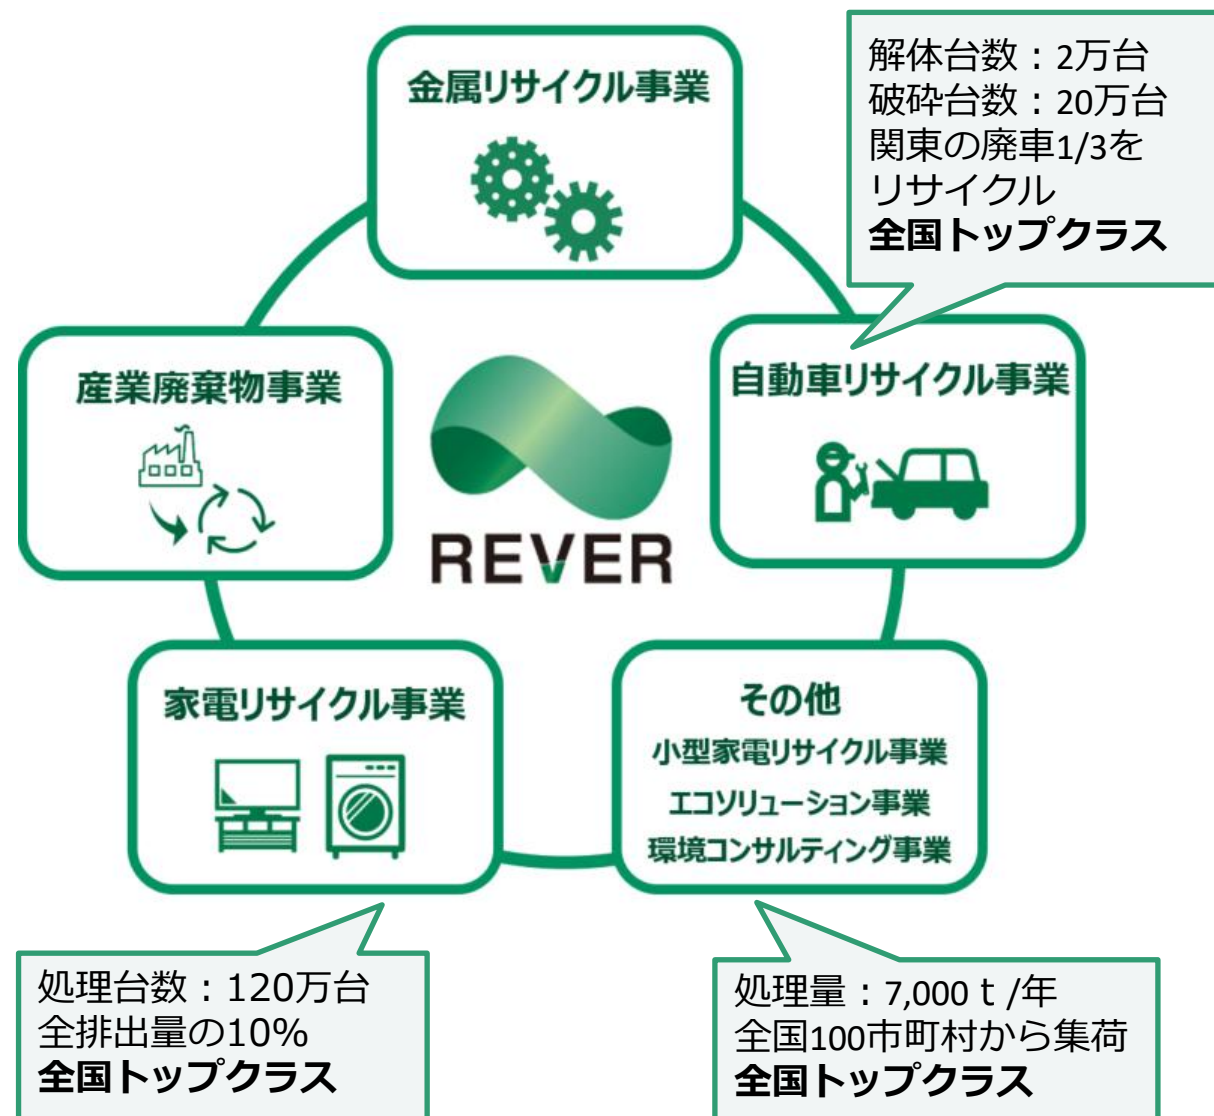 金属リサイクル事業
解体台数：2万台
破砕台数：20万台
関東の廃車1/3を
リサイクル
全国トップクラス
産業廃棄物事業
REVER
自動車リサイクル事業
家電リサイクル事業
その他
小型家電リサイクル事業
エコソリューション事業
環境コンサルティング事業
処理台数：120万台
全排出量の10%
全国トップクラス
処理量：7,000ｔ/年
全国100市町村から集荷
全国トップクラス